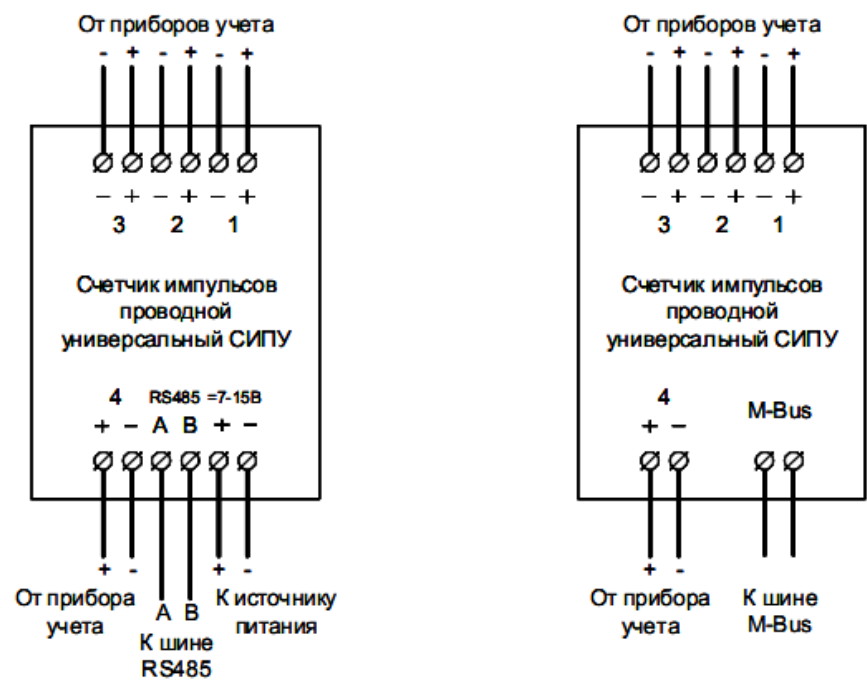 От приборов учета
- + - + - +
– + – + – +
3 2 1
Счетчик импульсов
проводной
универсальный СИПУ
4 RS485 =7-15В
+ – A B + –
+ - + -
От прибора
учета
A B
К шине
RS485
К источнику
питания
От приборов учета
- + - + - +
– + – + – +
3 2 1
Счетчик импульсов
проводной
универсальный СИПУ
4 M-Bus
+ –
+ -
От прибора
учета
К шине
M-Bus